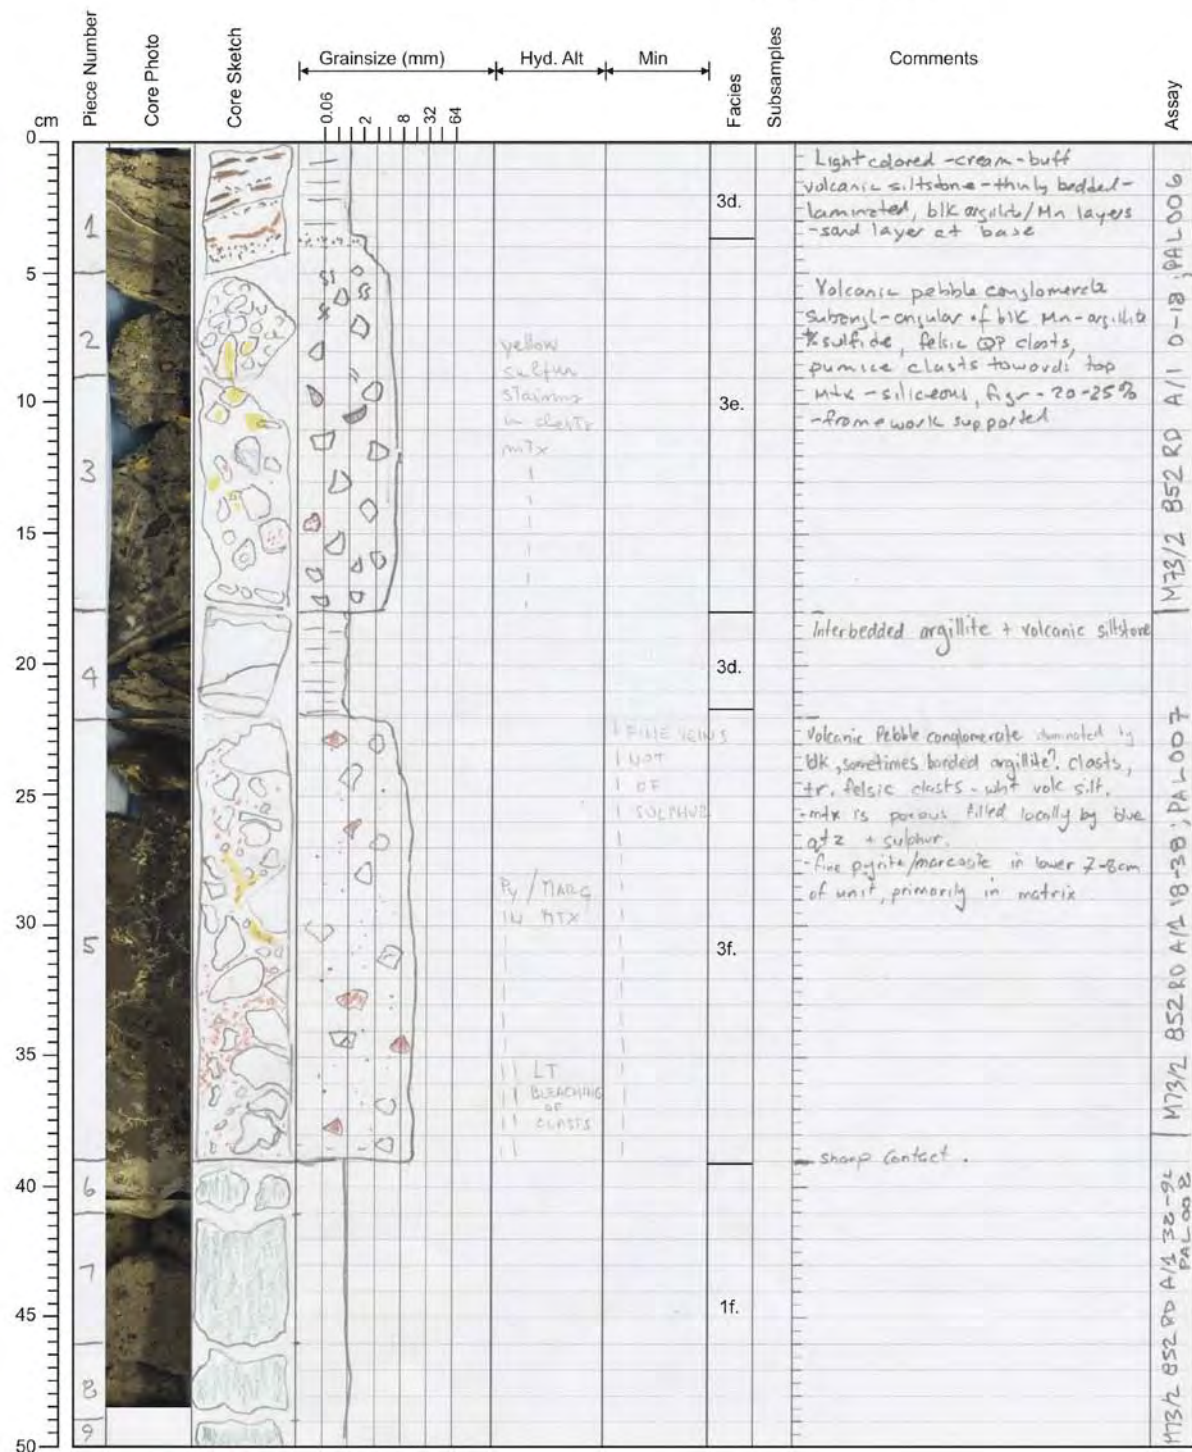 cm
Piece Number
Core Photo
Core Sketch
Grainsize (mm)
Hyd. Alt
Min
Facies
Subsamples
Comments
Assay
0.06
2
8
32
64
0
5
10
15
20
25
30
35
40
45
50
1
2
3
4
5
6
7
8
9
yellow
sulfur
staining
in clasts
mtx
Py / MARC
IN MTX
LT
BLEACHING
OF
CLASTS
FINE VEINS
NOT
OF
SULPHUR
3d.
3e.
3d.
3f.
1f.
Light colored - cream - buff
volcanic siltstone - thinly bedded -
laminated, blk argillite/Mn layers
- sand layer at base
Volcanic pebble conglomerate
subangl - angular of blk Mn-argillite
sulfide, felsic QP clasts,
pumice clasts towards top
mtx - siliceous, - 20-25%
- framework supported
Interbedded argillite + volcanic siltstone
Volcanic Pebble conglomerate dominated by
blk, sometimes banded argillite? clasts,
tr. felsic clasts - wht volc silt.
- mtx is porous filled locally by blue
qtz + sulphur.
- fine pyrite/marcasite in lower 7-8cm
of unit, primarily in matrix
sharp contact.
M73/2 852 RD A/1 0-18 ; PAL006
M73/2 852 RD A/1 18-38 ; PAL007
M73/2 852 RD A/1 38-92
PAL008